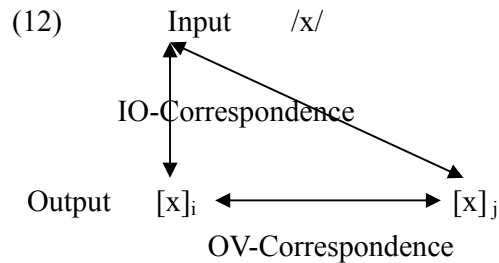 (12) Input /x/
IO-Correspondence
Output [x]i [x] j
OV-Correspondence